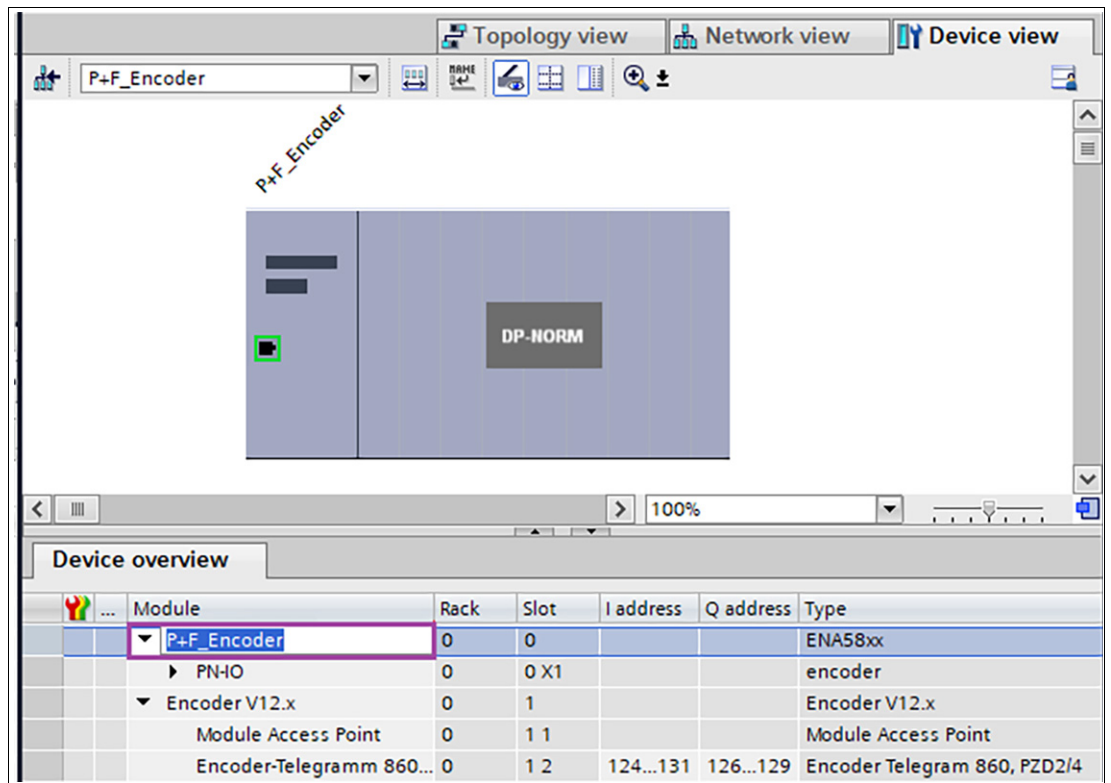 Topology view Network view Device view
P+F_Encoder NAME
P+F_Encoder
DP-NORM
100%
Device overview
... Module Rack Slot I address Q address Type
P+F_Encoder 0 0 ENA58xx
PN-IO 0 0 X1 encoder
Encoder V12.x 0 1 Encoder V12.x
Module Access Point 0 1 1 Module Access Point
Encoder-Telegramm 860... 0 1 2 124...131 126...129 Encoder Telegram 860, PZD2/4